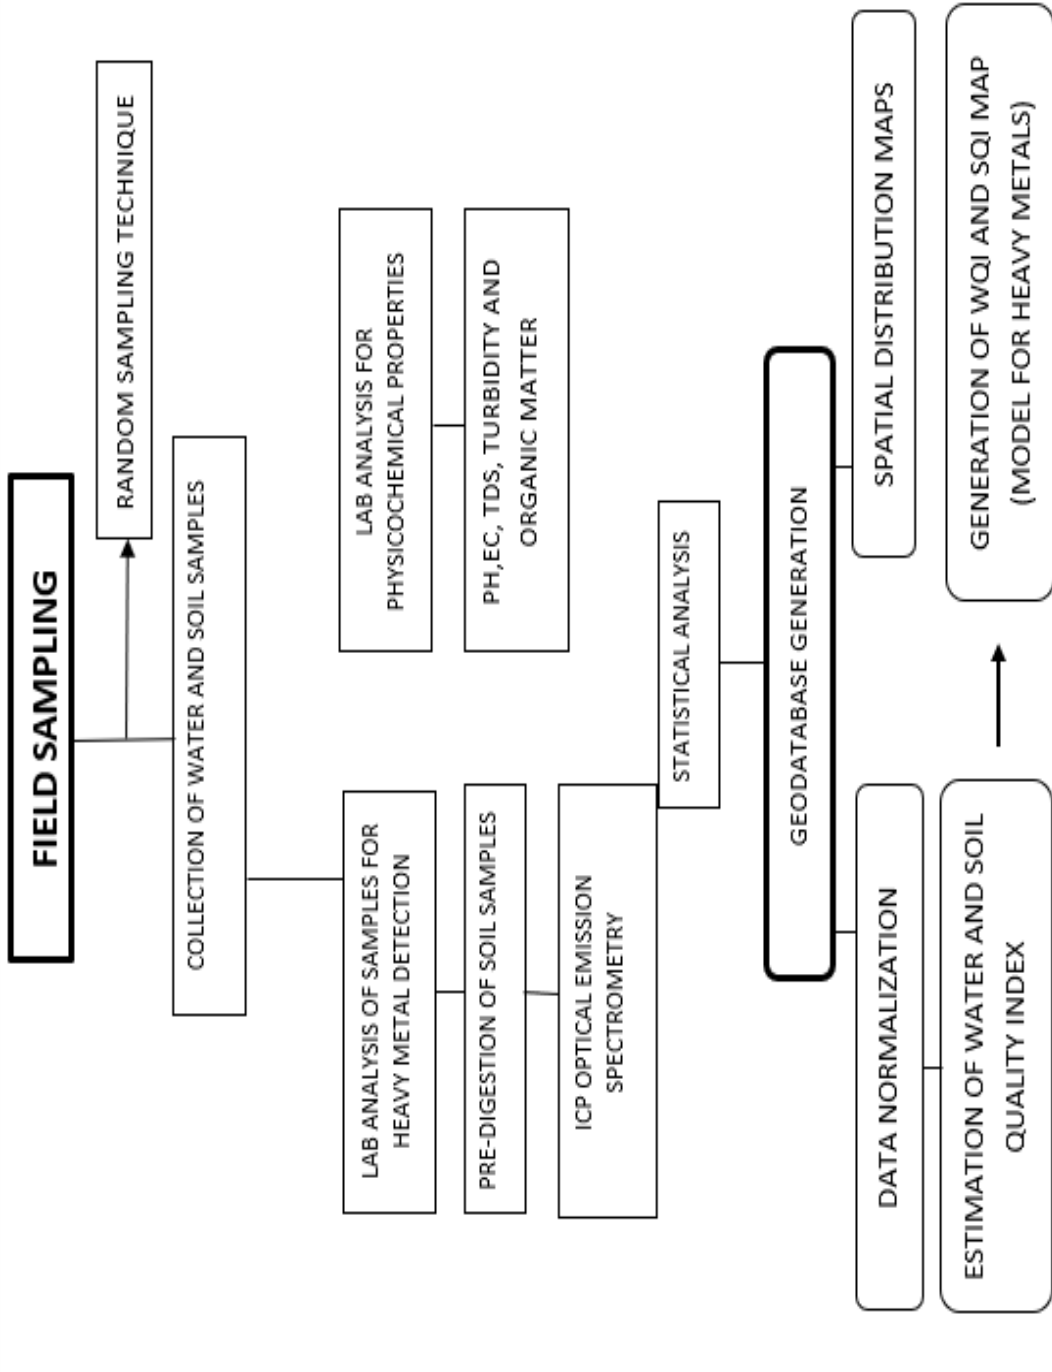 FIELD SAMPLING
RANDOM SAMPLING TECHNIQUE
COLLECTION OF WATER AND SOIL SAMPLES
LAB ANALYSIS OF SAMPLES FOR
HEAVY METAL DETECTION
LAB ANALYSIS FOR
PHYSICOCHEMICAL PROPERTIES
PRE-DIGESTION OF SOIL SAMPLES
PH,EC, TDS, TURBIDITY AND
ORGANIC MATTER
ICP OPTICAL EMISSION
SPECTROMETRY
STATISTICAL ANALYSIS
GEODATABASE GENERATION
DATA NORMALIZATION
SPATIAL DISTRIBUTION MAPS
ESTIMATION OF WATER AND SOIL
QUALITY INDEX
GENERATION OF WQI AND SQI MAP
(MODEL FOR HEAVY METALS)